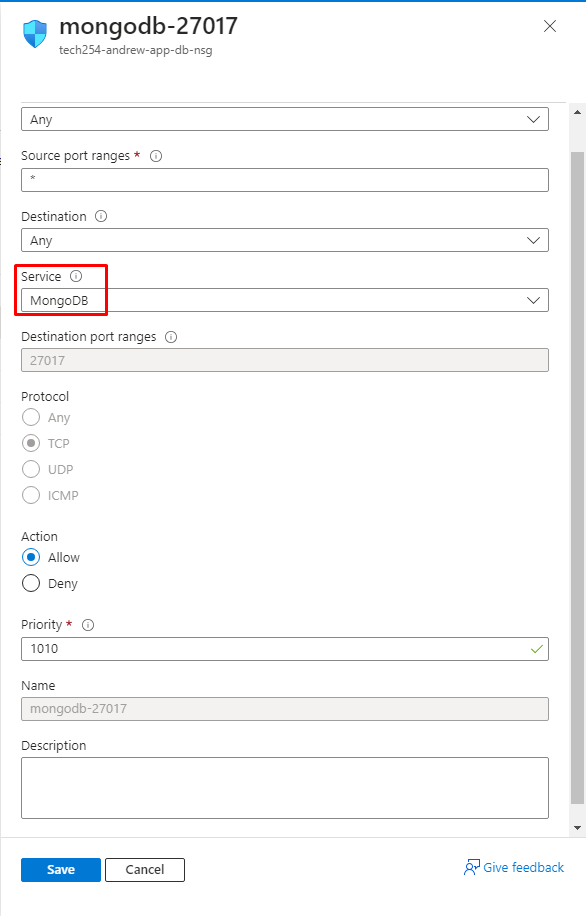 mongodb-27017
tech254-andrew-app-db-nsg
Any
Source port ranges *
*
Destination
Any
Service
MongoDB
Destination port ranges
27017
Protocol
Any
TCP
UDP
ICMP
Action
Allow
Deny
Priority *
1010
Name
mongodb-27017
Description
Save
Cancel
Give feedback